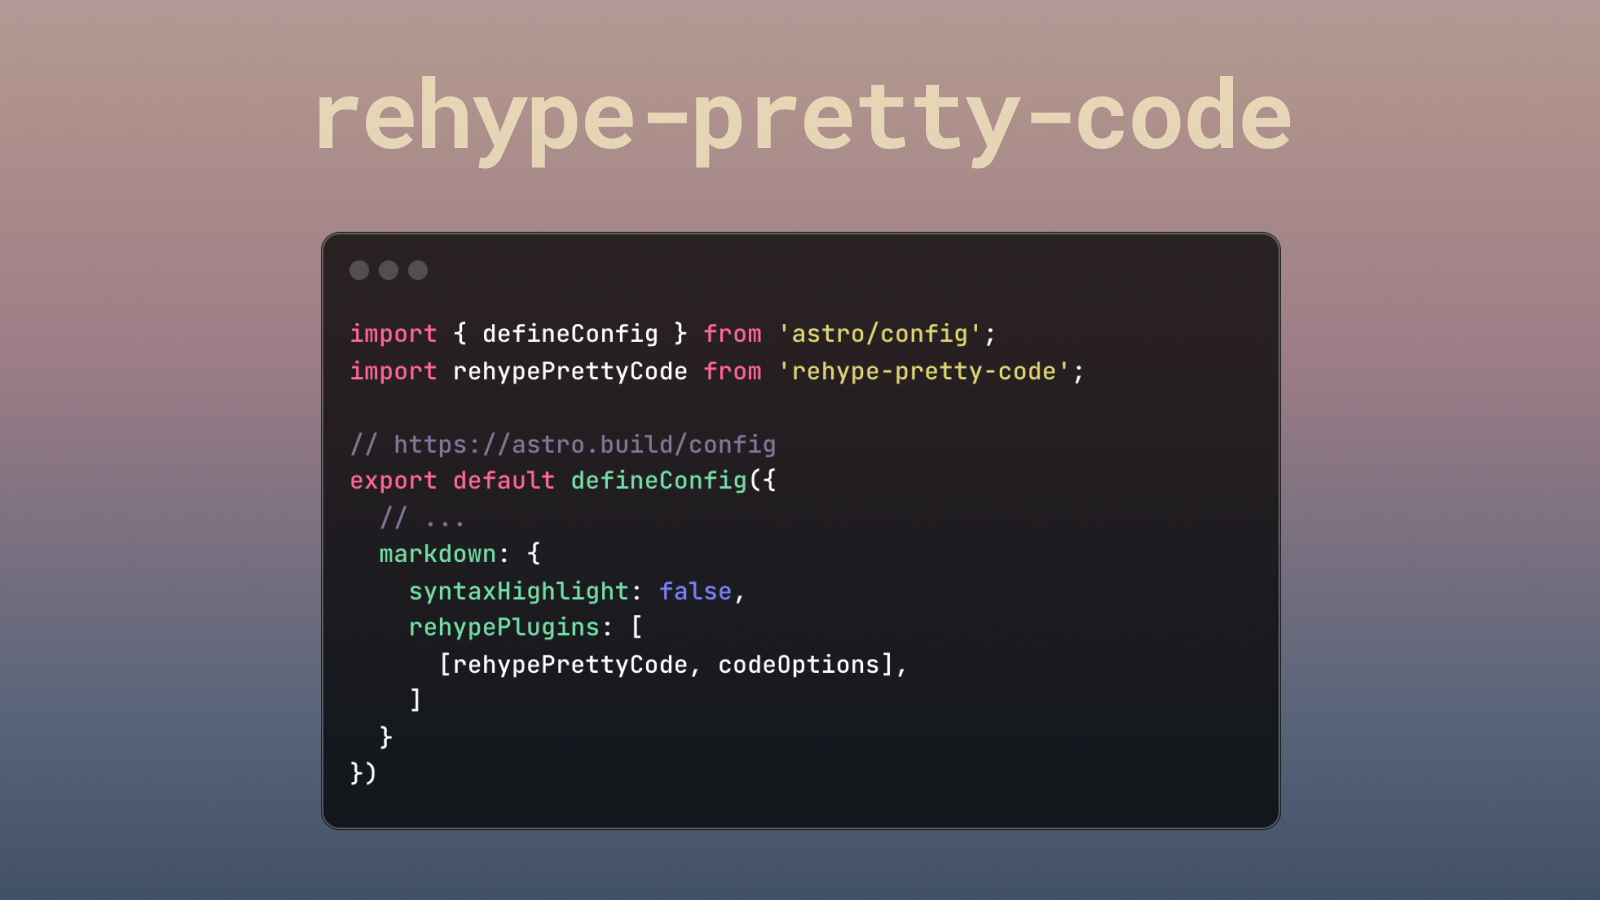 rehype-pretty-code
import { defineConfig } from 'astro/config';
import rehypePrettyCode from 'rehype-pretty-code';
// https://astro.build/config
export default defineConfig({
  // ...
  markdown: {
    syntaxHighlight: false,
    rehypePlugins: [
      [rehypePrettyCode, codeOptions],
    ]
  }
})